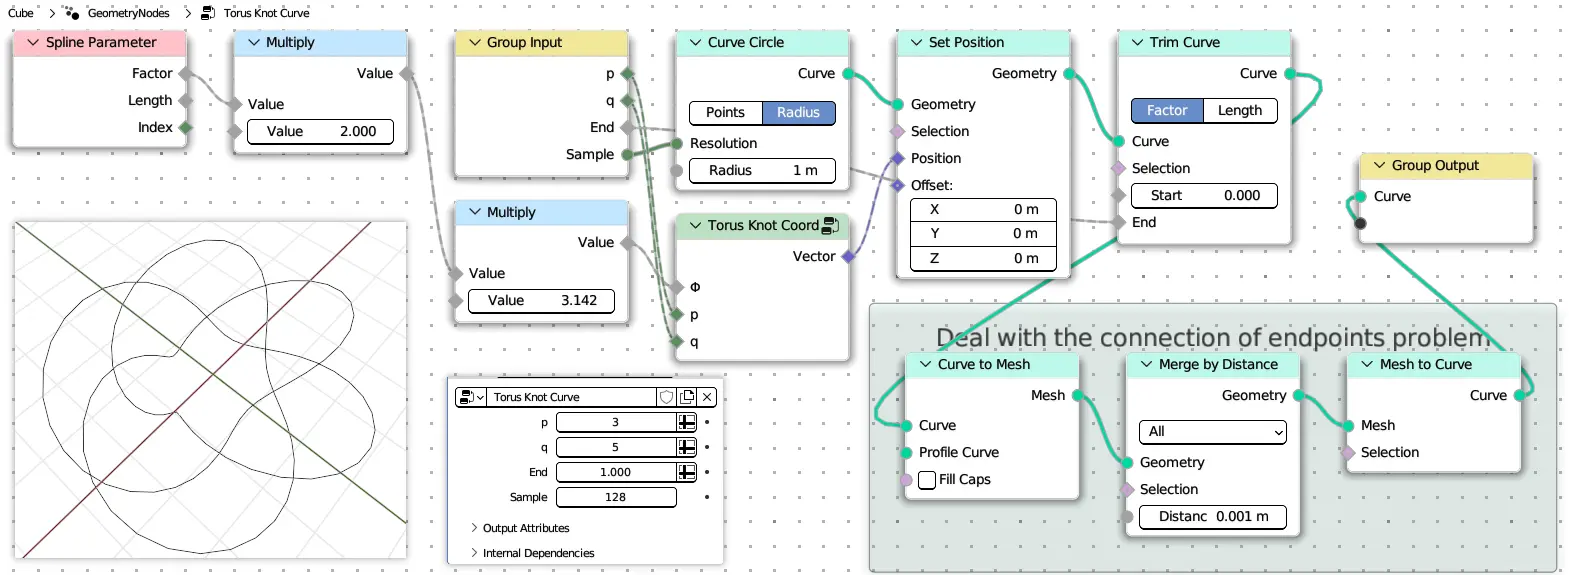 Cube > GeometryNodes > Torus Knot Curve
Spline Parameter
Factor
Length
Index
Multiply
Value
Value
Value 2.000
Group Input
p
q
End
Sample
Multiply
Value
Value
Value 3.142
Curve Circle
Curve
Points Radius
Resolution
Radius 1 m
Torus Knot Coord
Vector
Φ
p
q
Set Position
Geometry
Geometry
Selection
Position
Offset:
X 0 m
Y 0 m
Z 0 m
Trim Curve
Curve
Factor Length
Curve
Selection
Start 0.000
End
Group Output
Curve
Torus Knot Curve
p 3
q 5
End 1.000
Sample 128
> Output Attributes
> Internal Dependencies
Deal with the connection of endpoints problem
Curve to Mesh
Mesh
Curve
Profile Curve
Fill Caps
Merge by Distance
Geometry
All
Geometry
Selection
Distanc 0.001 m
Mesh to Curve
Curve
Mesh
Selection